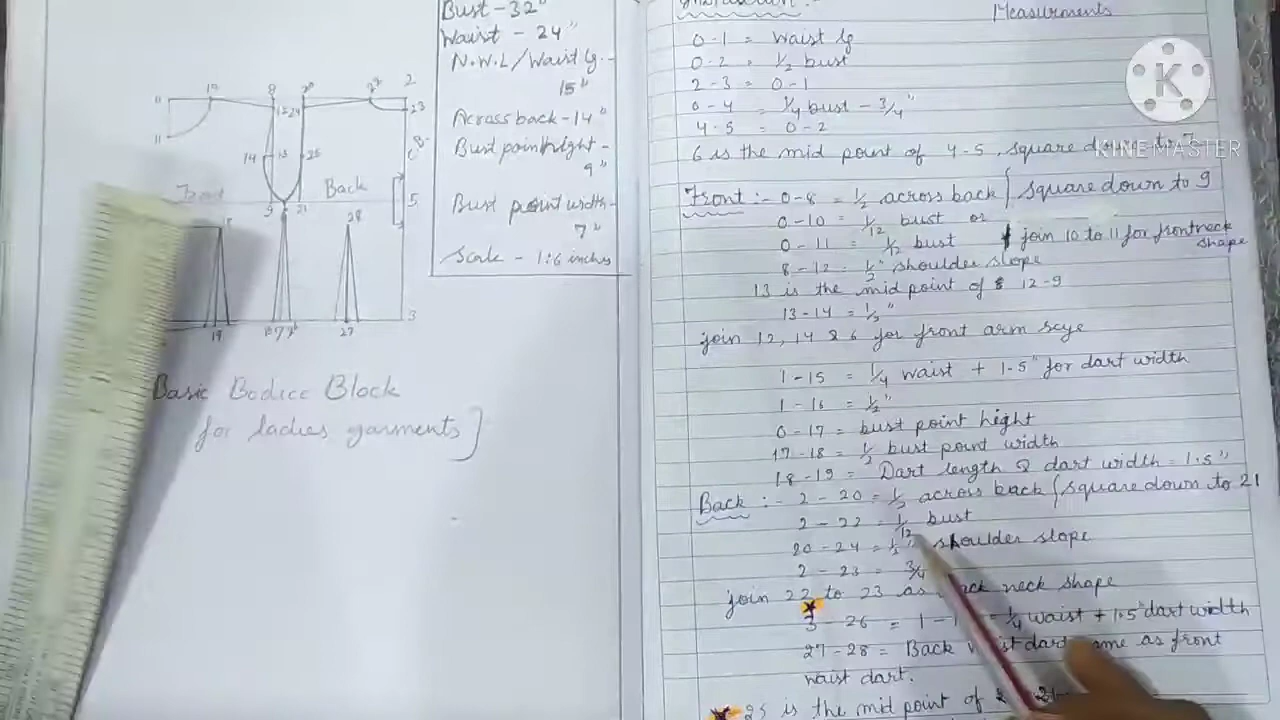 Bust - 32"
Waist - 24"
N.W.L / Waist lg. -
15"
Across back - 14"
Bust point hight -
9"
Bust point width -
7"
Scale - 1:6 inches
Front
Back
Basic Bodice Block
for ladies garments
Measurments
KINEMASTER
0-1 = Waist lg
0-2 = 1/2 bust
2-3 = 0-1
0-4 = 1/4 bust - 3/4"
4-5 = 0-2
6 is the mid point of 4-5, square down to 7
Front :- 0-8 = 1/2 across back / square down to 9
0-10 = 1/12 bust or
0-11 = 1/12 bust join 10 to 11 for front neck shape
8-12 = 1/2" shoulder slope
13 is the mid point of 12-9
13-14 = 1/2"
join 12, 14 & 6 for front arm scye
1-15 = 1/4 waist + 1.5" for dart width
1-16 = 1/2"
0-17 = bust point hight
17-18 = 1/2 bust point width
18-19 = Dart length & dart width = 1.5"
Back :- 2-20 = 1/2 across back / square down to 21
2-22 = 1/12 bust
20-24 = 1/2" shoulder slope
2-23 = 3/4
join 22 to 23 as back neck shape
3-26 = 1-1 = 1/4 waist + 1.5" dart width
27-28 = Back waist dart same as front
waist dart.
25 is the mid point of